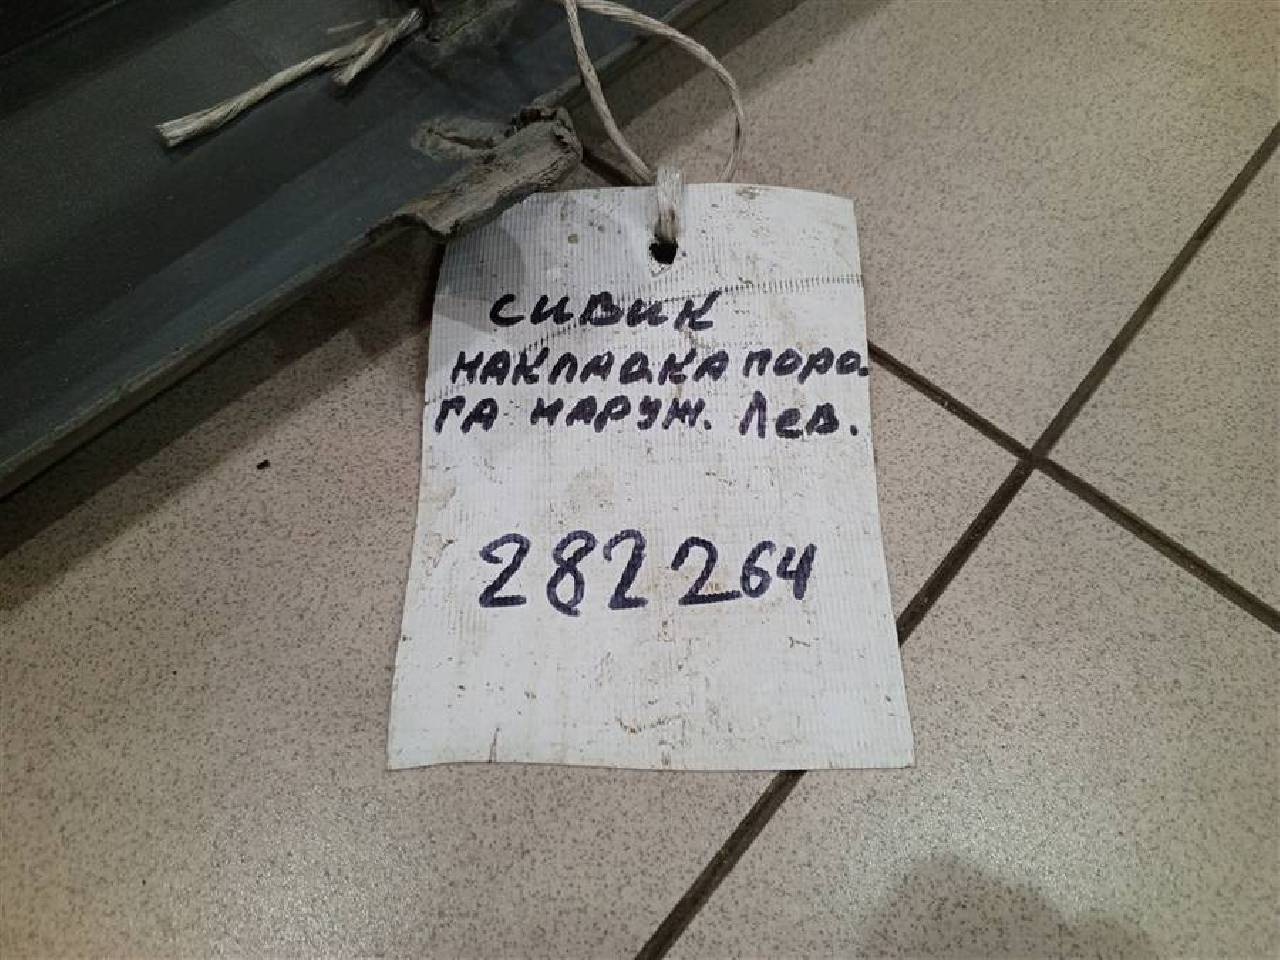 СИВИК
НАКЛАДКА ПОРО-
ГА НАРУЖ. ЛЕВ.
282264